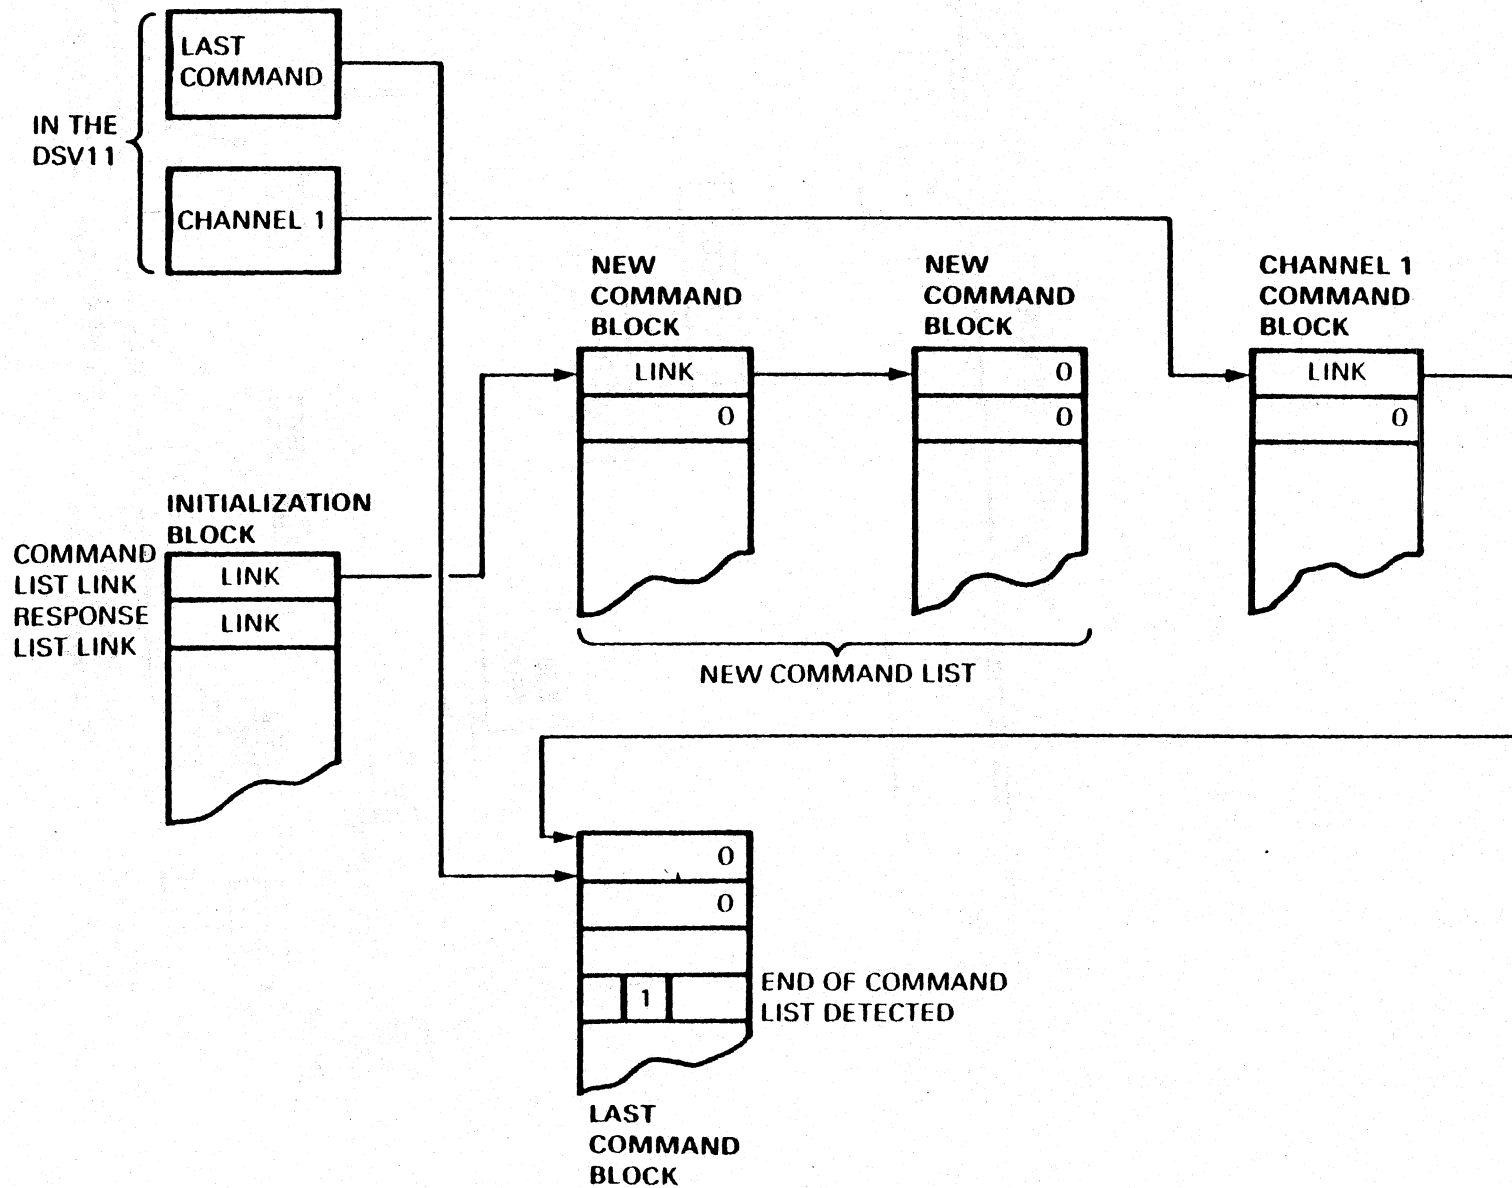 LAST
COMMAND
IN THE
DSV11
CHANNEL 1
NEW
COMMAND
BLOCK
NEW
COMMAND
BLOCK
CHANNEL 1
COMMAND
BLOCK
LINK
0
0
0
LINK
0
INITIALIZATION
BLOCK
COMMAND
LIST LINK
RESPONSE
LIST LINK
LINK
LINK
NEW COMMAND LIST
0
0
1
END OF COMMAND
LIST DETECTED
LAST
COMMAND
BLOCK